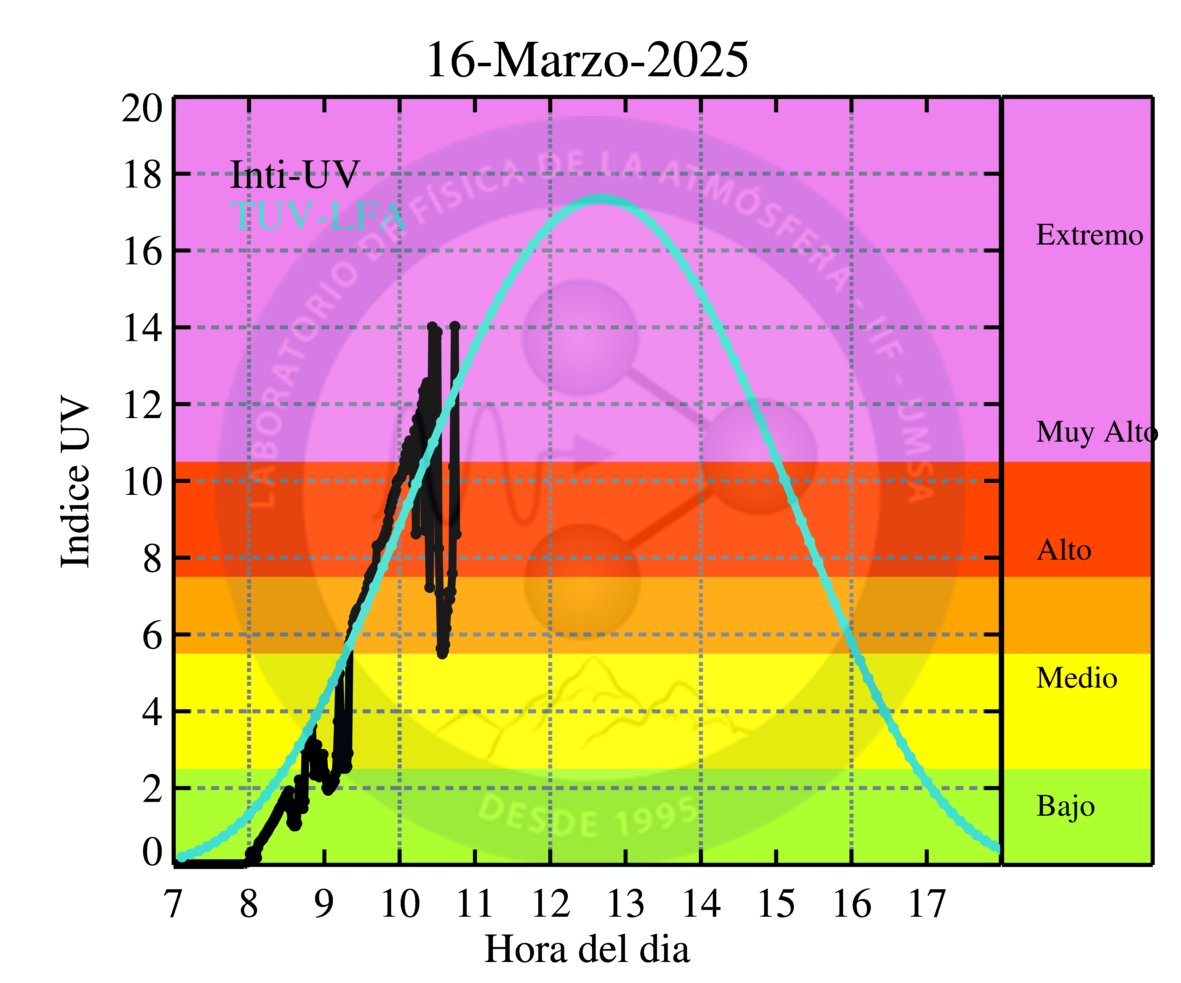 16-Marzo-2025
20
18
16
14
12
10
8
6
4
2
0
Indice UV
Inti-UV
TUV-LFA
LABORATORIO DE FÍSICA DE LA ATMÓSFERA - IIF - UMSA
DESDE 1995
Extremo
Muy Alto
Alto
Medio
Bajo
7 8 9 10 11 12 13 14 15 16 17
Hora del dia